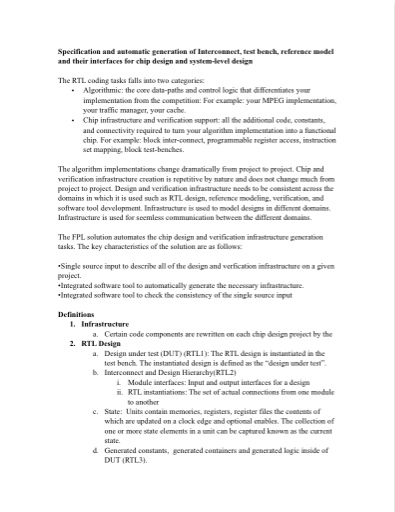 Specification and automatic generation of Interconnect, test bench, reference model
and their interfaces for chip design and system-level design
The RTL coding tasks falls into two categories:
• Algorithmic: the core data-paths and control logic that differentiates your
implementation from the competition: For example: your MPEG implementation,
your traffic manager, your cache.
• Chip infrastructure and verification support: all the additional code, constants,
and connectivity required to turn your algorithm implementation into a functional
chip. For example: block inter-connect, programmable register access, instruction
set mapping, block test-benches.
The algorithm implementations change dramatically from project to project. Chip and
verification infrastructure creation is repetitive by nature and does not change much from
project to project. Design and verification infrastructure needs to be consistent across the
domains in which it is used such as RTL design, reference modeling, verification, and
software tool development. Infrastructure is used to model designs in different domains.
Infrastructure is used for seemless communication between the different domains.
The FPL solution automates the chip design and verification infrastructure generation
tasks. The key characteristics of the solution are as follows:
•Single source input to describe all of the design and verfication infrastructure on a given
project.
•Integrated software tool to automatically generate the necessary infrastructure.
•Integrated software tool to check the consistency of the single source input
Definitions
1. Infrastructure
a. Certain code components are rewritten on each chip design project by the
2. RTL Design
a. Design under test (DUT) (RTL1): The RTL design is instantiated in the
test bench. The instantiated design is defined as the "design under test".
b. Interconnect and Design Hierarchy(RTL2)
i. Module interfaces: Input and output interfaces for a design
ii. RTL instantiations: The set of actual connections from one module
to another
c. State: Units contain memories, registers, register files the contents of
which are updated on a clock edge and optional enables. The collection of
one or more state elements in a unit can be captured known as the current
state.
d. Generated constants, generated containers and generated logic inside of
DUT (RTL3).